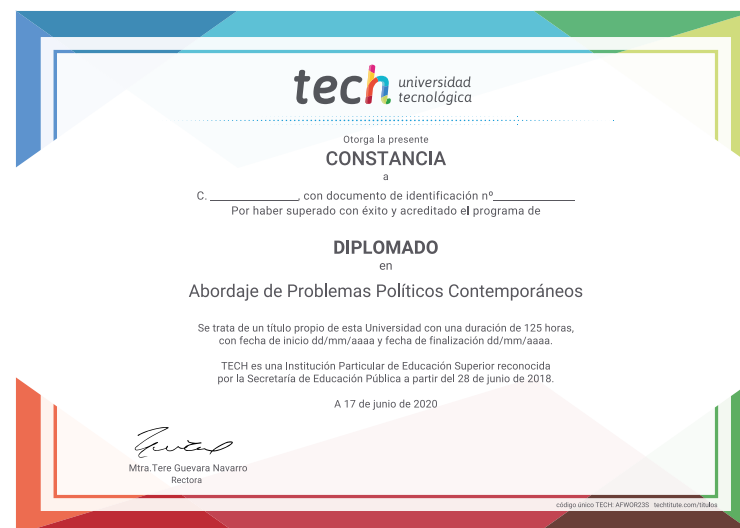 tech universidad
tecnológica
Otorga la presente
CONSTANCIA
a
C. ______________, con documento de identificación nº_____________
Por haber superado con éxito y acreditado el programa de
DIPLOMADO
en
Abordaje de Problemas Políticos Contemporáneos
Se trata de un título propio de esta Universidad con una duración de 125 horas,
con fecha de inicio dd/mm/aaaa y fecha de finalización dd/mm/aaaa.
TECH es una Institución Particular de Educación Superior reconocida
por la Secretaría de Educación Pública a partir del 28 de junio de 2018.
A 17 de junio de 2020
Mtra.Tere Guevara Navarro
Rectora
código único TECH: AFWOR23S techtitute.com/titulos